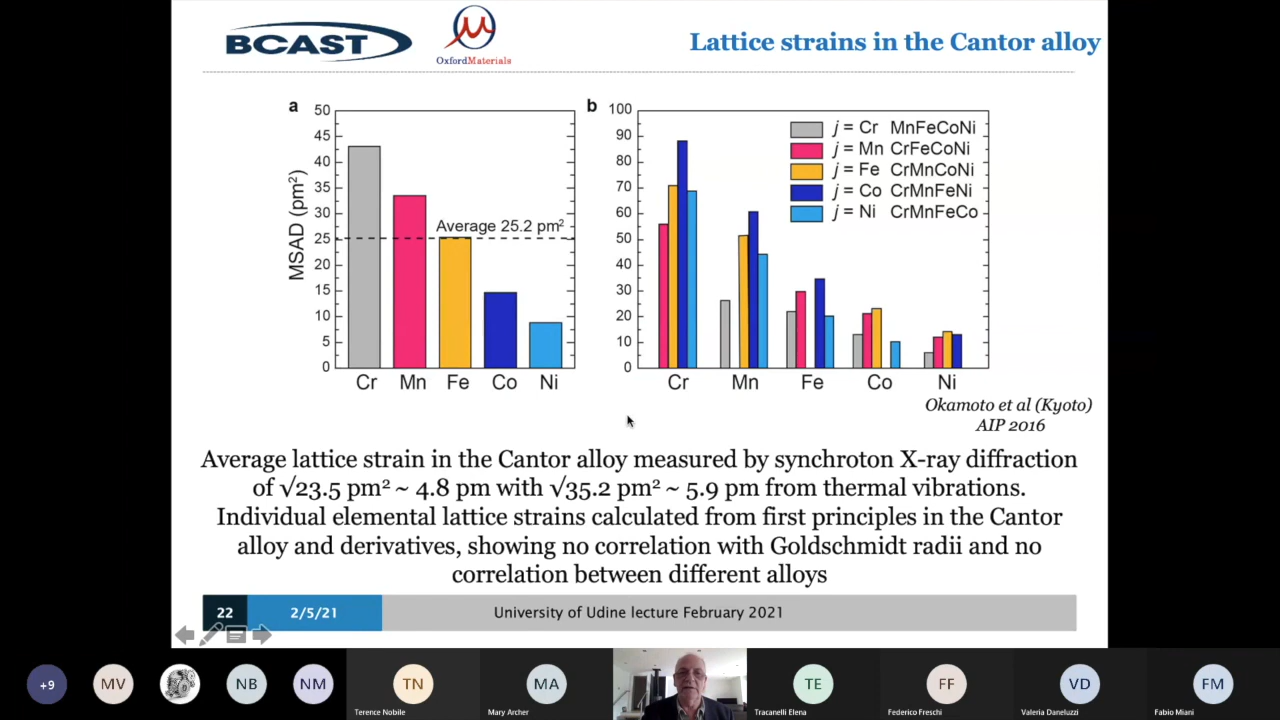 BCAST
OxfordMaterials
Lattice strains in the Cantor alloy
a
50
45
40
35
30
25
20
15
10
5
0
MSAD (pm²)
Average 25.2 pm²
Cr Mn Fe Co Ni
b
100
90
80
70
60
50
40
30
20
10
0
j = Cr MnFeCoNi
j = Mn CrFeCoNi
j = Fe CrMnCoNi
j = Co CrMnFeNi
j = Ni CrMnFeCo
Cr Mn Fe Co Ni
Okamoto et al (Kyoto)
AIP 2016
Average lattice strain in the Cantor alloy measured by synchroton X-ray diffraction
of √23.5 pm² ~ 4.8 pm with √35.2 pm² ~ 5.9 pm from thermal vibrations.
Individual elemental lattice strains calculated from first principles in the Cantor
alloy and derivatives, showing no correlation with Goldschmidt radii and no
correlation between different alloys
22 2/5/21 University of Udine lecture February 2021
+9 MV NB NM TN MA TE FF VD FM
Terence Nobile Mary Archer Tracanelli Elena Federico Freschi Valeria Daneluzzi Fabio Miani